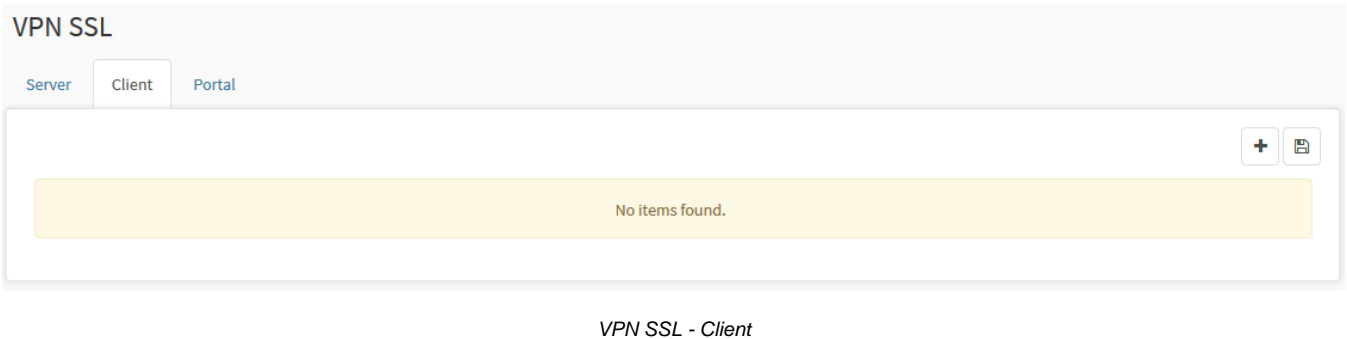 VPN SSL
Server Client Portal
No items found.
VPN SSL - Client